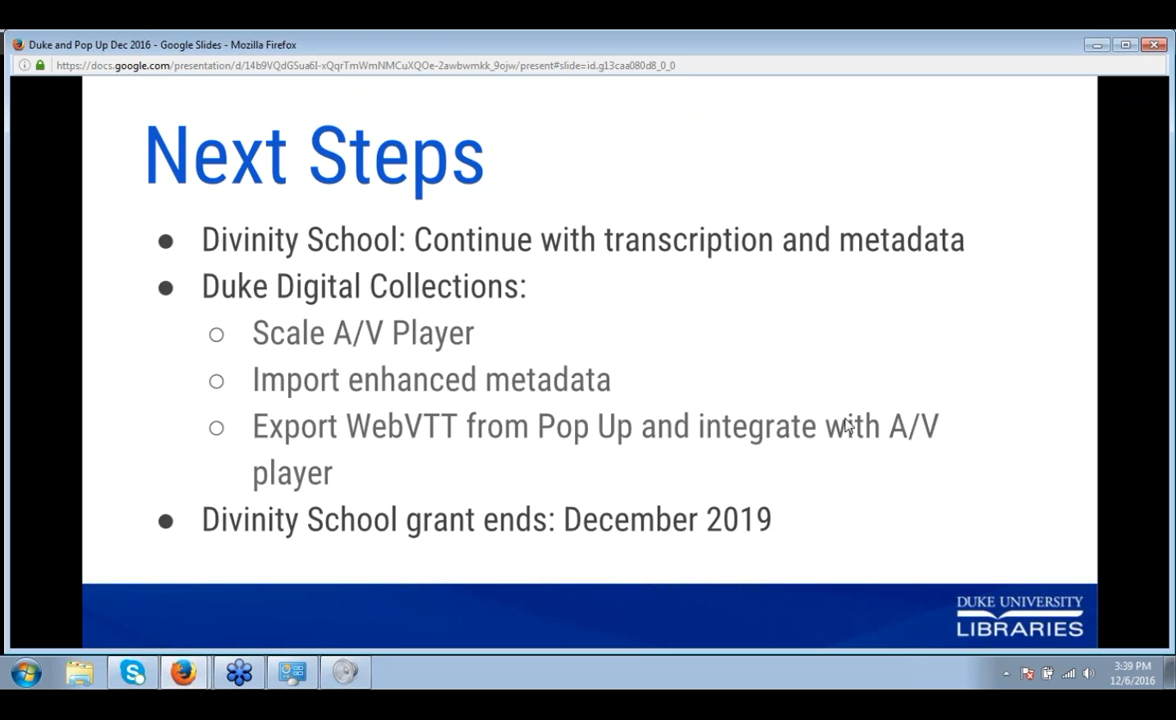 Duke and Pop Up Dec 2016 - Google Slides - Mozilla Firefox
Next Steps
● Divinity School: Continue with transcription and metadata
● Duke Digital Collections:
○ Scale A/V Player
○ Import enhanced metadata
○ Export WebVTT from Pop Up and integrate with A/V
player
● Divinity School grant ends: December 2019
DUKE UNIVERSITY
LIBRARIES
3:39 PM
12/6/2016